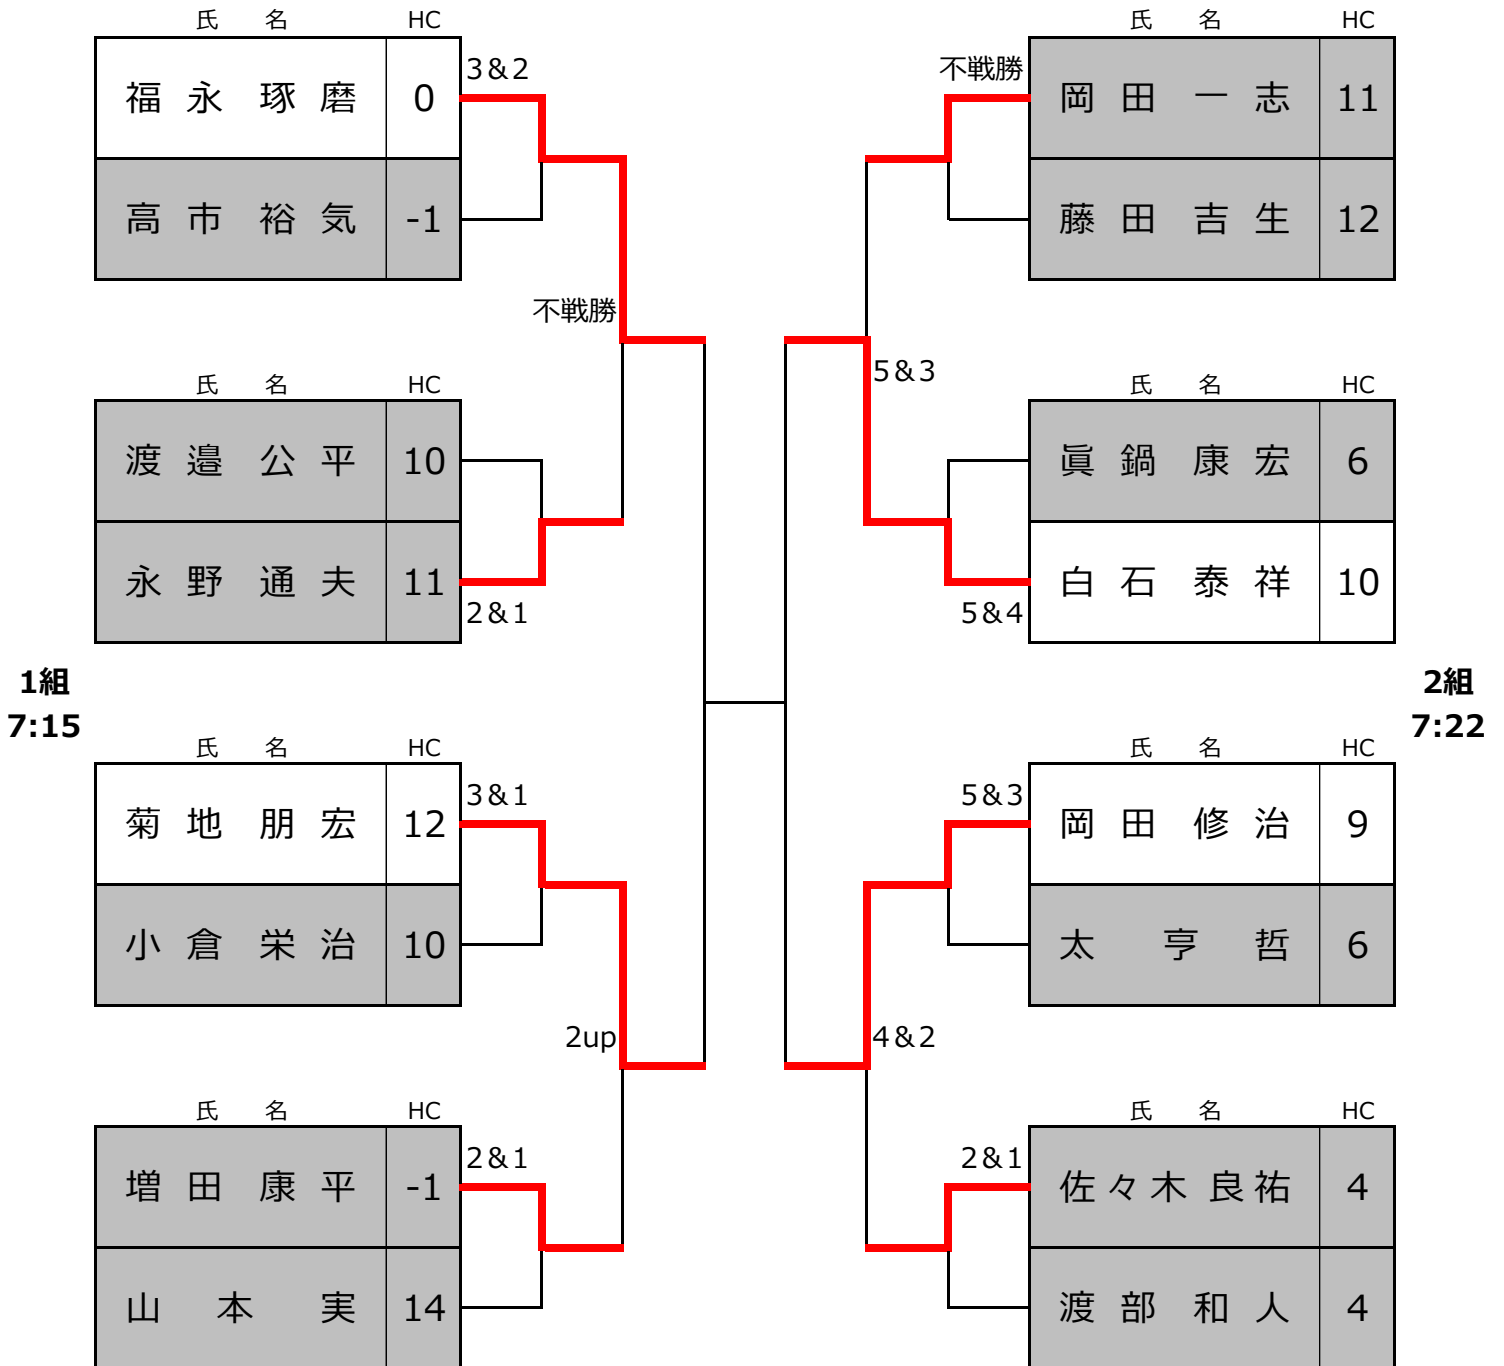 氏 名 HC
福永 琢磨 0
3&2
高市 裕気 -1
不戦勝
氏 名 HC
渡邉 公平 10
永野 通夫 11
2&1
1組
7:15
氏 名 HC
菊地 朋宏 12
3&1
小倉 栄治 10
2up
氏 名 HC
増田 康平 -1
2&1
山本 実 14
氏 名 HC
不戦勝
岡田 一志 11
藤田 吉生 12
5&3
氏 名 HC
眞鍋 康宏 6
白石 泰祥 10
5&4
2組
7:22
氏 名 HC
5&3
岡田 修治 9
太 亨哲 6
4&2
氏 名 HC
2&1
佐々木 良祐 4
渡部 和人 4